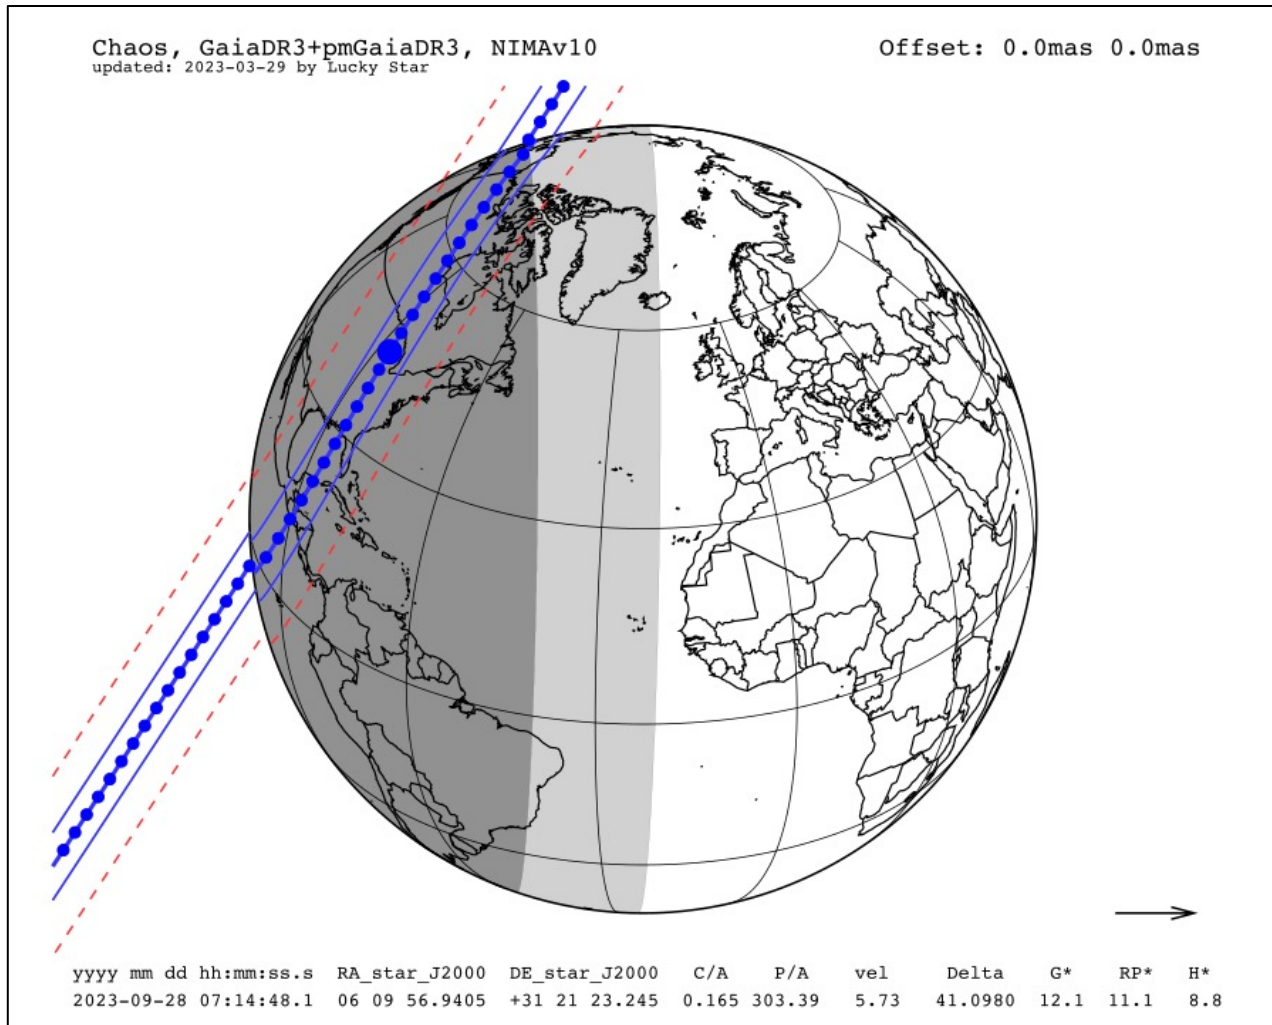 Chaos, GaiaDR3+pmGaiaDR3, NIMAv10 Offset: 0.0mas 0.0mas
updated: 2023-03-29 by Lucky Star
yyyy mm dd hh:mm:ss.s RA_star_J2000 DE_star_J2000 C/A P/A vel Delta G* RP* H*
2023-09-28 07:14:48.1 06 09 56.9405 +31 21 23.245 0.165 303.39 5.73 41.0980 12.1 11.1 8.8